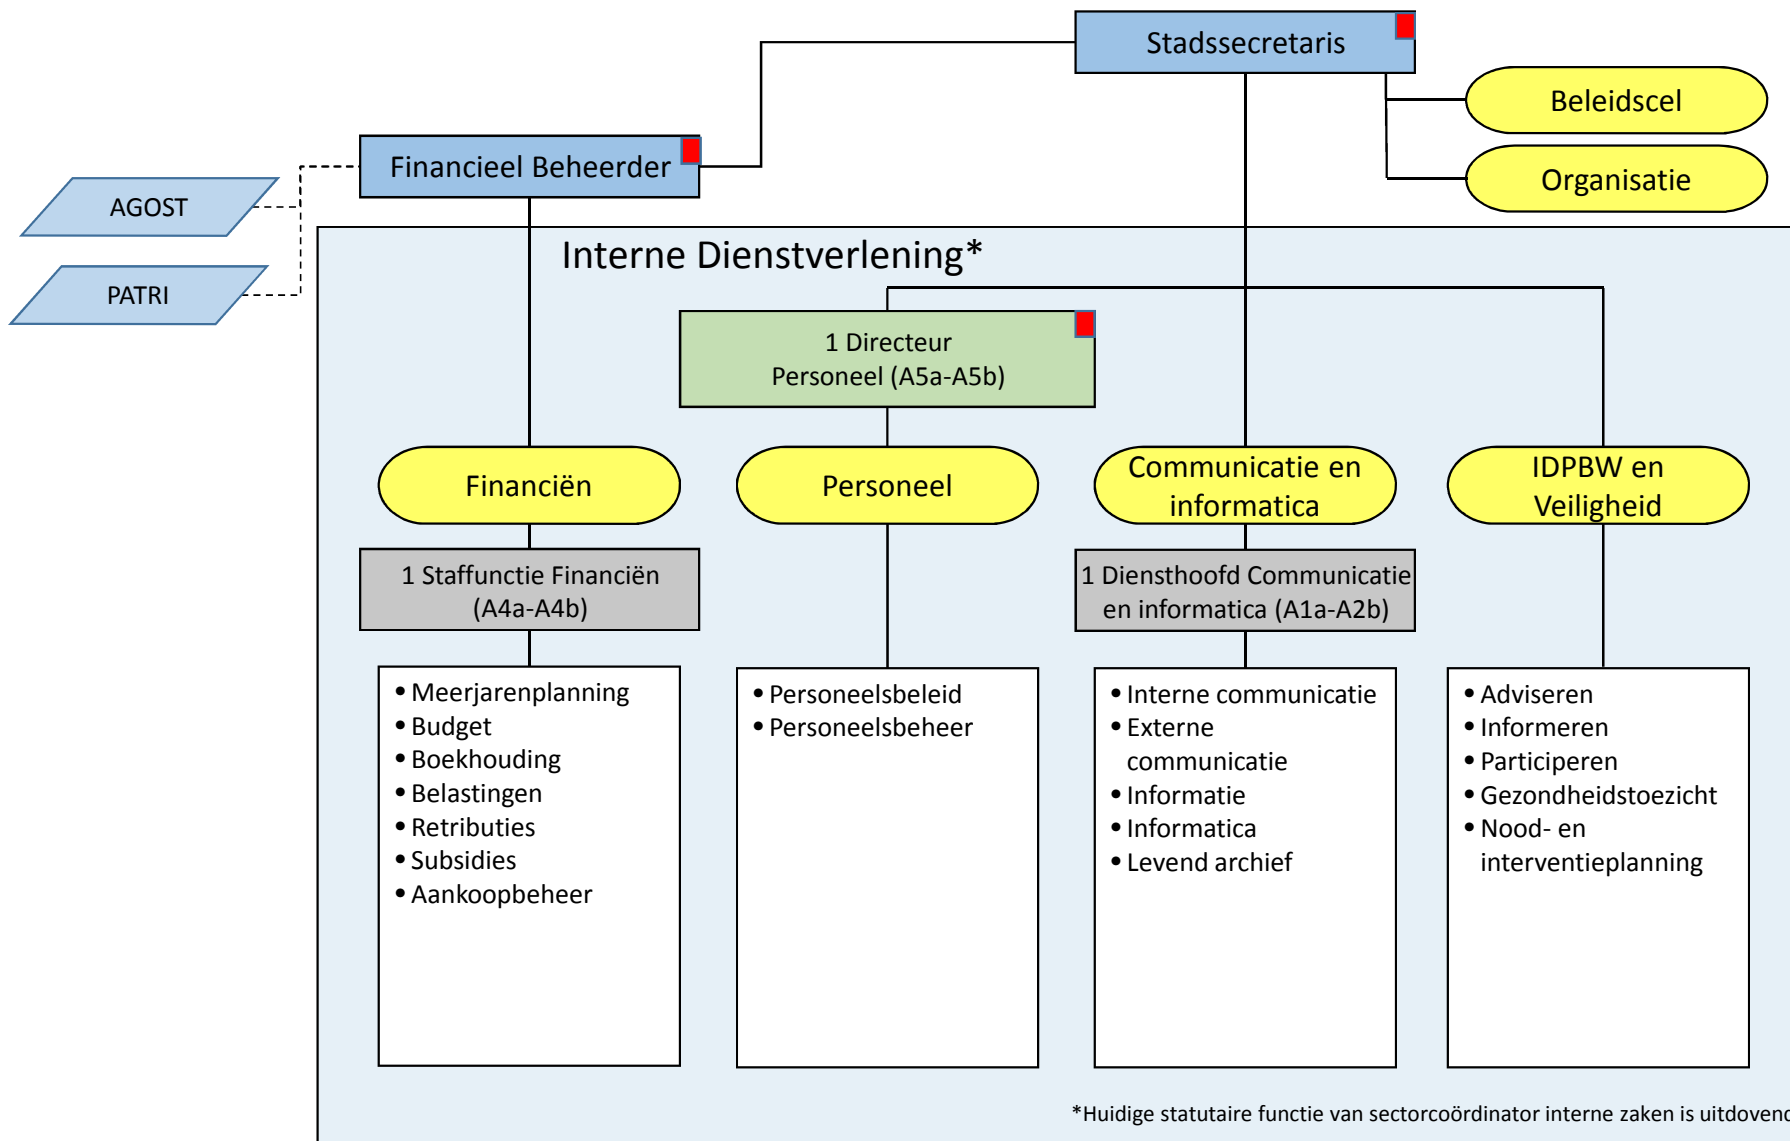 Stadssecretaris
Beleidscel
Financieel Beheerder
Organisatie
AGOST
PATRI
Interne Dienstverlening*
1 Directeur
Personeel (A5a-A5b)
Financiën
Personeel
Communicatie en
informatica
IDPBW en
Veiligheid
1 Staffunctie Financiën
(A4a-A4b)
1 Diensthoofd Communicatie
en informatica (A1a-A2b)
• Meerjarenplanning
• Budget
• Boekhouding
• Belastingen
• Retributies
• Subsidies
• Aankoopbeheer
• Personeelsbeleid
• Personeelsbeheer
• Interne communicatie
• Externe
communicatie
• Informatie
• Informatica
• Levend archief
• Adviseren
• Informeren
• Participeren
• Gezondheidstoezicht
• Nood- en
interventieplanning
*Huidige statutaire functie van sectorcoördinator interne zaken is uitdovend